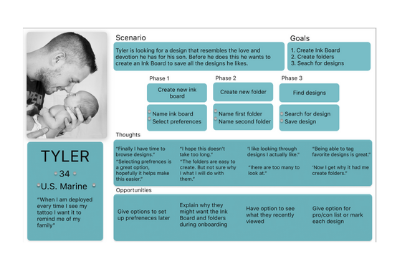 Scenario
Tyler is looking for a design that resembles the love and
devotion he has for his son. Before he does this he wants to
create an Ink Board to save all the designs he likes.
Goals
1. Create Ink Board
2. Create folders
3. Seach for designs
Phase 1
Phase 2
Phase 3
Create new ink
board
Create new folder
Find designs
Name ink board
Select preferences
Name first folder
Name second folder
Search for design
Save design
Thoughts
"Finally I have time to
browse designs."
"Selecting prefrences is a
great option,
hopefully it helps make
this easier."
"I hope this doesn't
take too long."
"The folders are easy to
create. But not sure why
I what i will do with
them."
"I like looking through
designs i actually like."
"There are too many to
look at!"
"Being able to tag
favorite designs is great."
"Now I get why it had me
create folders."
TYLER
34
U.S. Marine
"When I am deployed
every time I see my
tattoo I want it to
remind me of my
family."
Opportunities
Give options to set
up prefreneces later
Explain why they
might want the ink
Board and folders
during onboarding
Have option to see
what they recently
viewed
Give option for
pro/con list or mark
each design